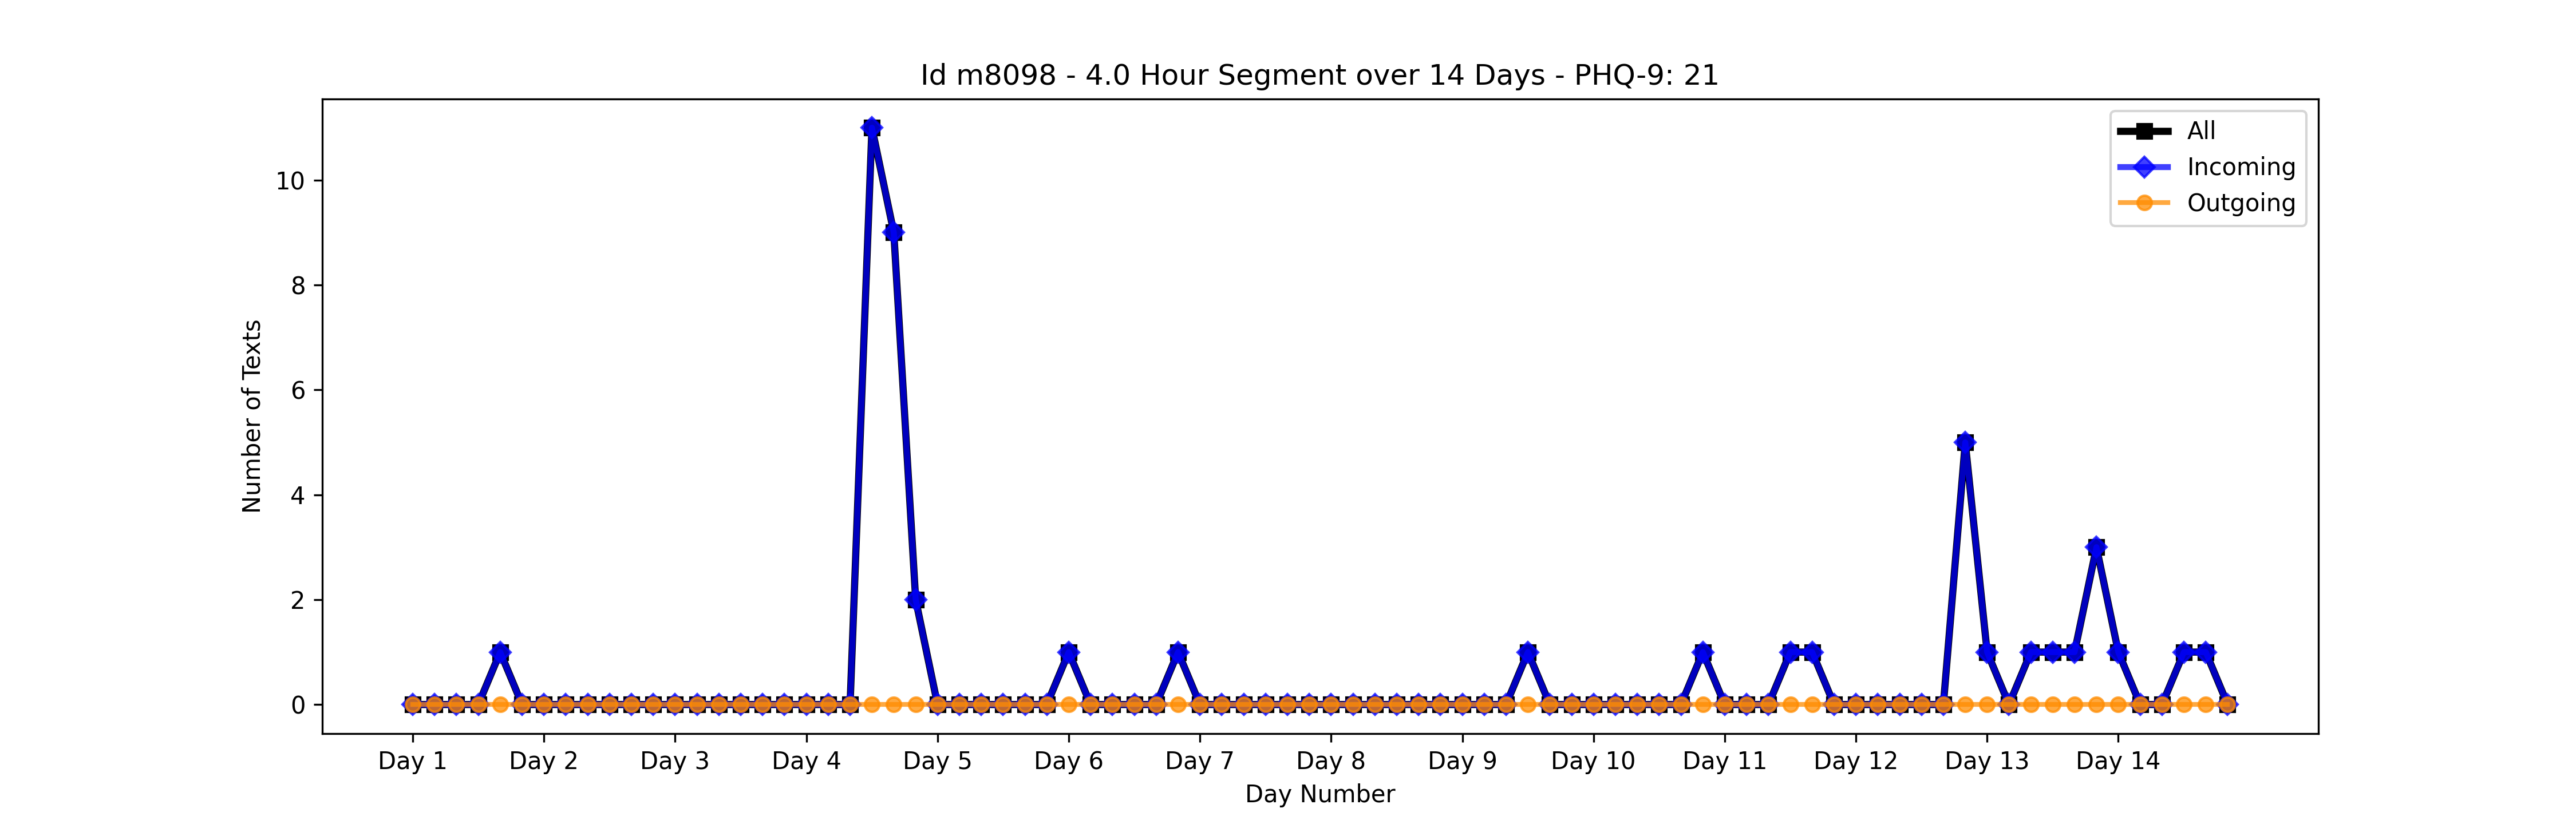 Id m8098 - 4.0 Hour Segment over 14 Days - PHQ-9: 21
All
Incoming
Outgoing
Number of Texts
10
8
6
4
2
0
Day 1 Day 2 Day 3 Day 4 Day 5 Day 6 Day 7 Day 8 Day 9 Day 10 Day 11 Day 12 Day 13 Day 14
Day Number